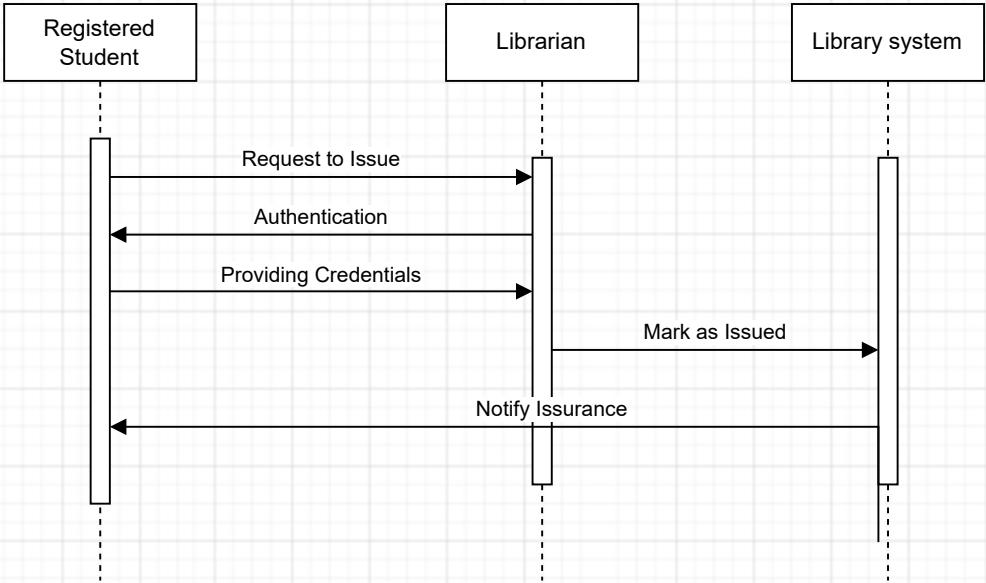 Registered
Student
Librarian
Library system
Request to Issue
Authentication
Providing Credentials
Mark as Issued
Notify Issurance